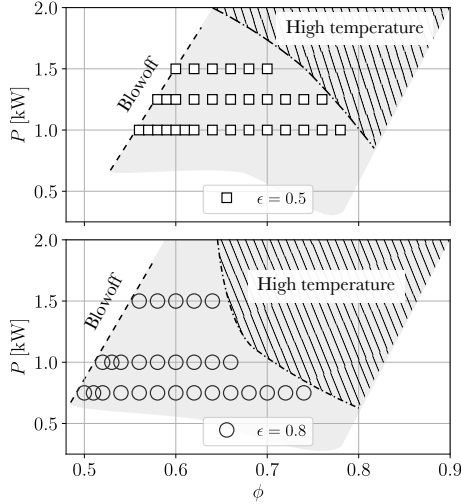 2.0
1.5
1.0
0.5
P [kW]
Blowoff
High temperature
ϵ = 0.5
2.0
1.5
1.0
0.5
P [kW]
Blowoff
High temperature
ϵ = 0.8
0.5 0.6 0.7 0.8 0.9
ϕ